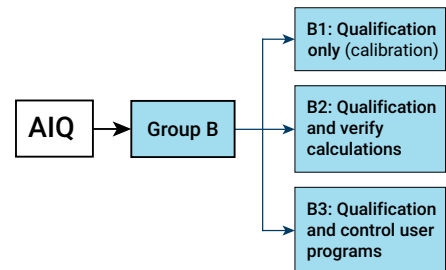 AIQ
Group B
B1: Qualification
only (calibration)
B2: Qualification
and verify
calculations
B3: Qualification
and control user
programs